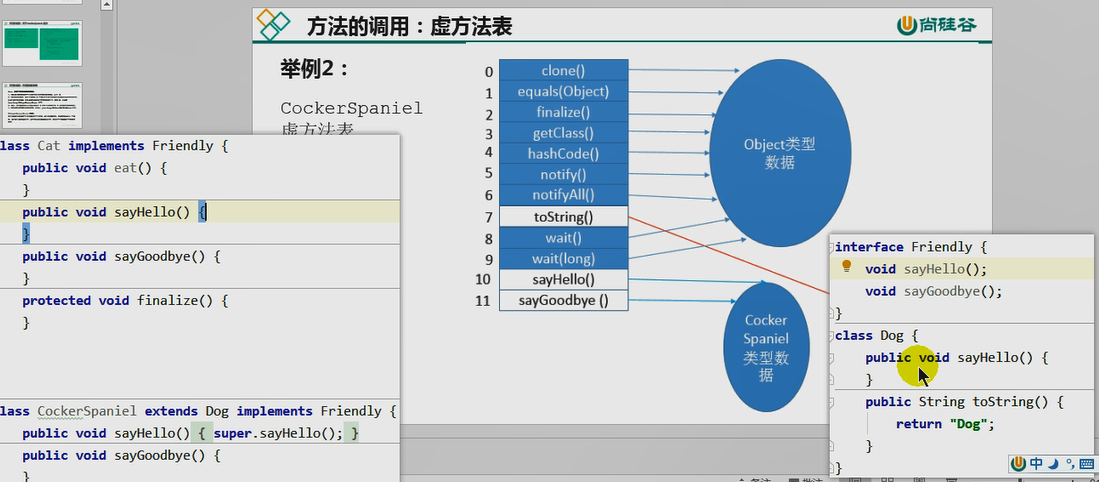 方法的调用：虚方法表
尚硅谷
举例2：
CockerSpaniel
虚方法表
0 clone()
1 equals(Object)
2 finalize()
3 getClass()
4 hashCode()
5 notify()
6 notifyAll()
7 toString()
8 wait()
9 wait(long)
10 sayHello()
11 sayGoodbye ()
Object类型
数据
Cocker
Spaniel
类型数
据
lass Cat implements Friendly {
public void eat() {
}
public void sayHello() {
}
public void sayGoodbye() {
}
protected void finalize() {
}
lass CockerSpaniel extends Dog implements Friendly {
public void sayHello() { super.sayHello(); }
public void sayGoodbye() {
}
interface Friendly {
void sayHello();
void sayGoodbye();
}
class Dog {
public void sayHello() {
}
public String toString() {
return "Dog";
}
}
中